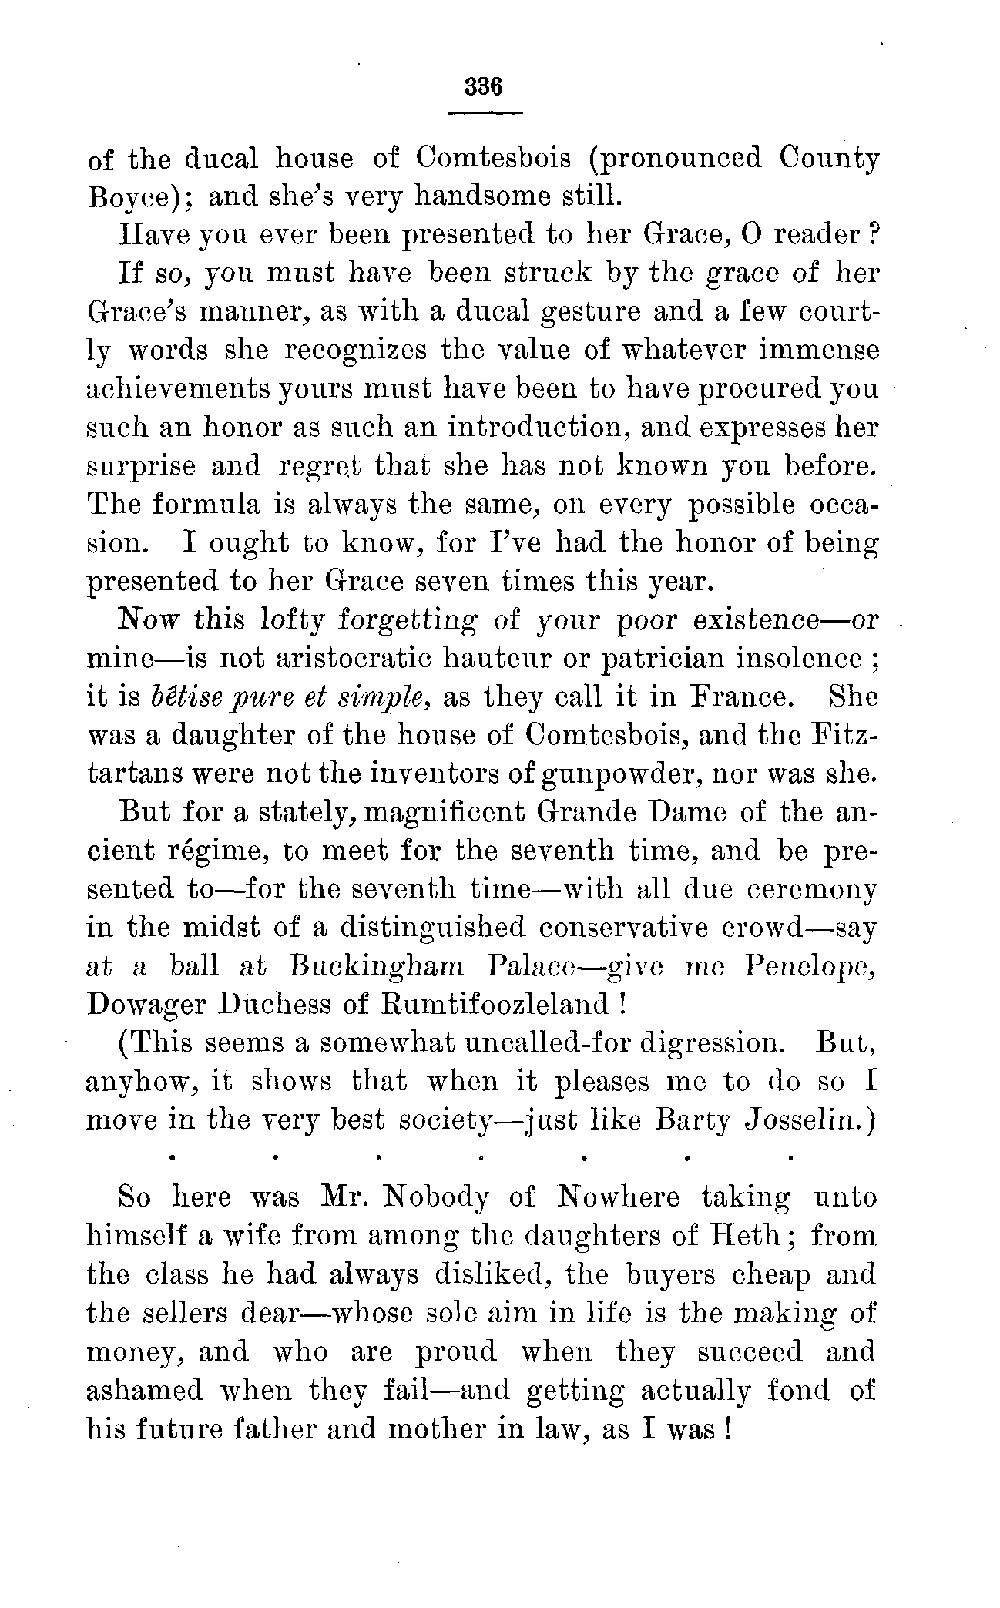 336
of the ducal house of Comtesbois (pronounced County
Boyce); and she's very handsome still.
Have you ever been presented to her Grace, O reader?
If so, you must have been struck by the grace of her
Grace's manner, as with a ducal gesture and a few court-
ly words she recognizes the value of whatever immense
achievements yours must have been to have procured you
such an honor as such an introduction, and expresses her
surprise and regret that she has not known you before.
The formula is always the same, on every possible occa-
sion. I ought to know, for I've had the honor of being
presented to her Grace seven times this year.
Now this lofty forgetting of your poor existence—or
mine—is not aristocratic hauteur or patrician insolence;
it is bêtise pure et simple, as they call it in France. She
was a daughter of the house of Comtesbois, and the Fitz-
tartans were not the inventors of gunpowder, nor was she.
But for a stately, magnificent Grande Dame of the an-
cient régime, to meet for the seventh time, and be pre-
sented to—for the seventh time—with all due ceremony
in the midst of a distinguished conservative crowd—say
at a ball at Buckingham Palace—give me Penelope,
Dowager Duchess of Rumtifoozleland!
(This seems a somewhat uncalled-for digression. But,
anyhow, it shows that when it pleases me to do so I
move in the very best society—just like Barty Josselin.)
. . . . . . .
So here was Mr. Nobody of Nowhere taking unto
himself a wife from among the daughters of Heth; from
the class he had always disliked, the buyers cheap and
the sellers dear—whose sole aim in life is the making of
money, and who are proud when they succeed and
ashamed when they fail—and getting actually fond of
his future father and mother in law, as I was!